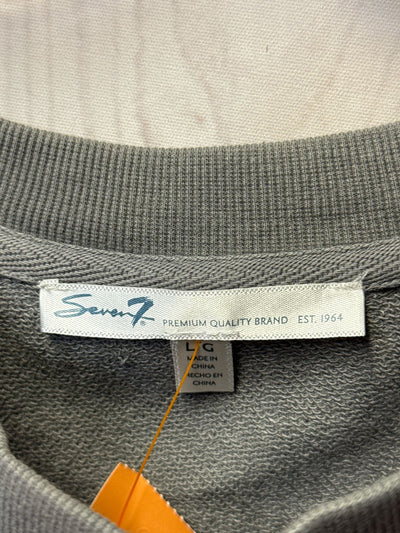 Seven7® PREMIUM QUALITY BRAND EST. 1964
L/G
MADE IN
CHINA
HECHO EN
CHINA